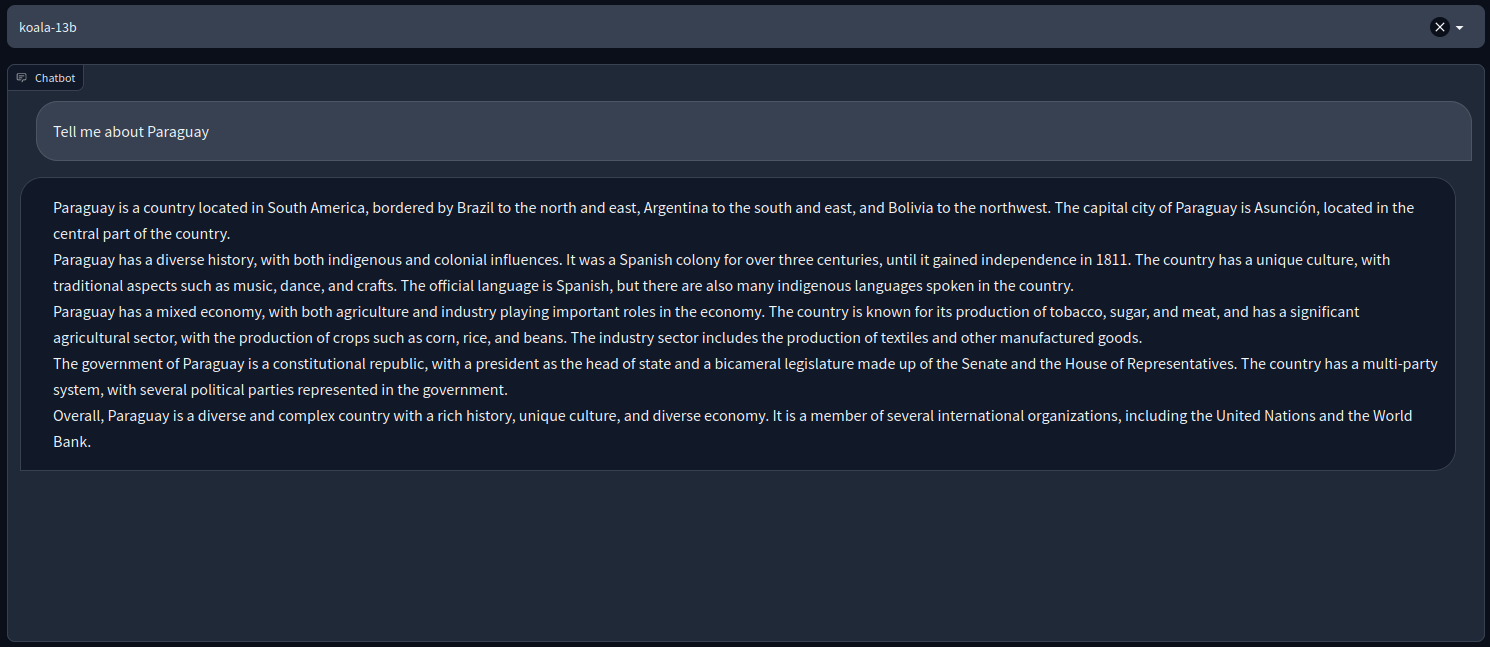 koala-13b
Chatbot
Tell me about Paraguay
Paraguay is a country located in South America, bordered by Brazil to the north and east, Argentina to the south and east, and Bolivia to the northwest. The capital city of Paraguay is Asunción, located in the
central part of the country.
Paraguay has a diverse history, with both indigenous and colonial influences. It was a Spanish colony for over three centuries, until it gained independence in 1811. The country has a unique culture, with
traditional aspects such as music, dance, and crafts. The official language is Spanish, but there are also many indigenous languages spoken in the country.
Paraguay has a mixed economy, with both agriculture and industry playing important roles in the economy. The country is known for its production of tobacco, sugar, and meat, and has a significant
agricultural sector, with the production of crops such as corn, rice, and beans. The industry sector includes the production of textiles and other manufactured goods.
The government of Paraguay is a constitutional republic, with a president as the head of state and a bicameral legislature made up of the Senate and the House of Representatives. The country has a multi-party
system, with several political parties represented in the government.
Overall, Paraguay is a diverse and complex country with a rich history, unique culture, and diverse economy. It is a member of several international organizations, including the United Nations and the World
Bank.